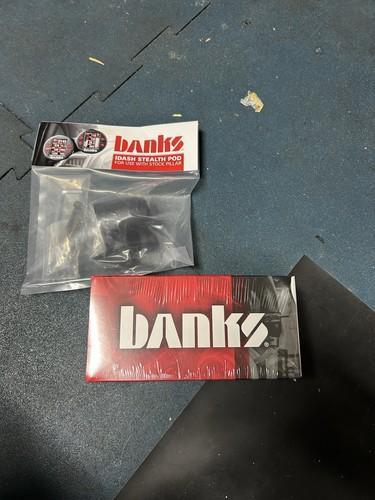 banks
IDASH STEALTH POD
FOR USE WITH STOCK PILLAR
banks®